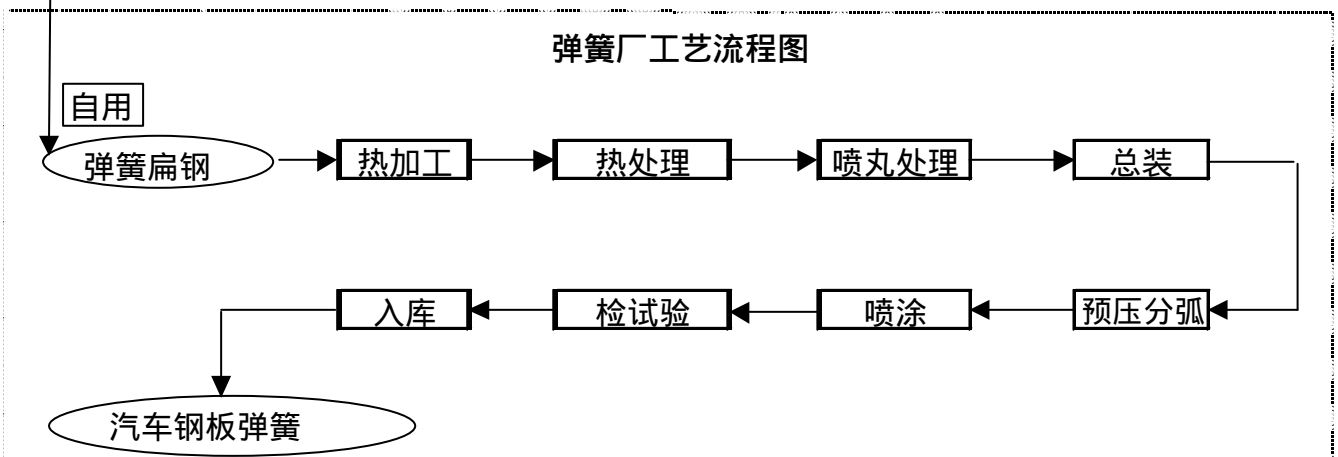 弹簧厂工艺流程图
自用
弹簧扁钢
热加工
热处理
喷丸处理
总装
预压分弧
喷涂
检试验
入库
汽车钢板弹簧